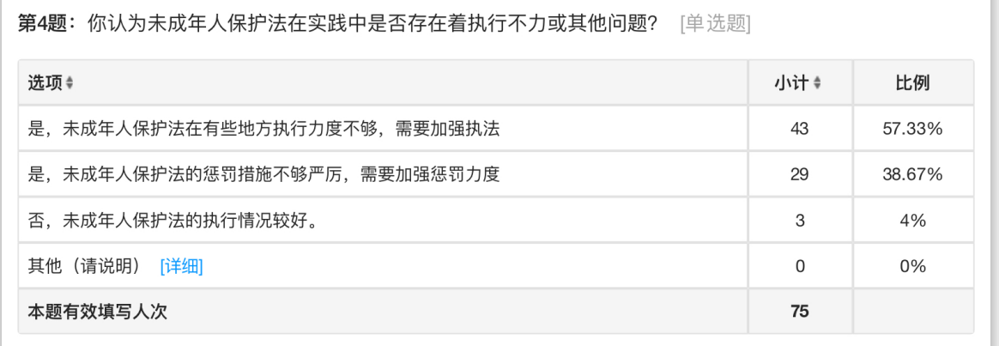 第4题：你认为未成年人保护法在实践中是否存在着执行不力或其他问题？ [单选题]
选项 小计 比例
是，未成年人保护法在有些地方执行力度不够，需要加强执法 43 57.33%
是，未成年人保护法的惩罚措施不够严厉，需要加强惩罚力度 29 38.67%
否，未成年人保护法的执行情况较好。 3 4%
其他（请说明） [详细] 0 0%
本题有效填写人次 75